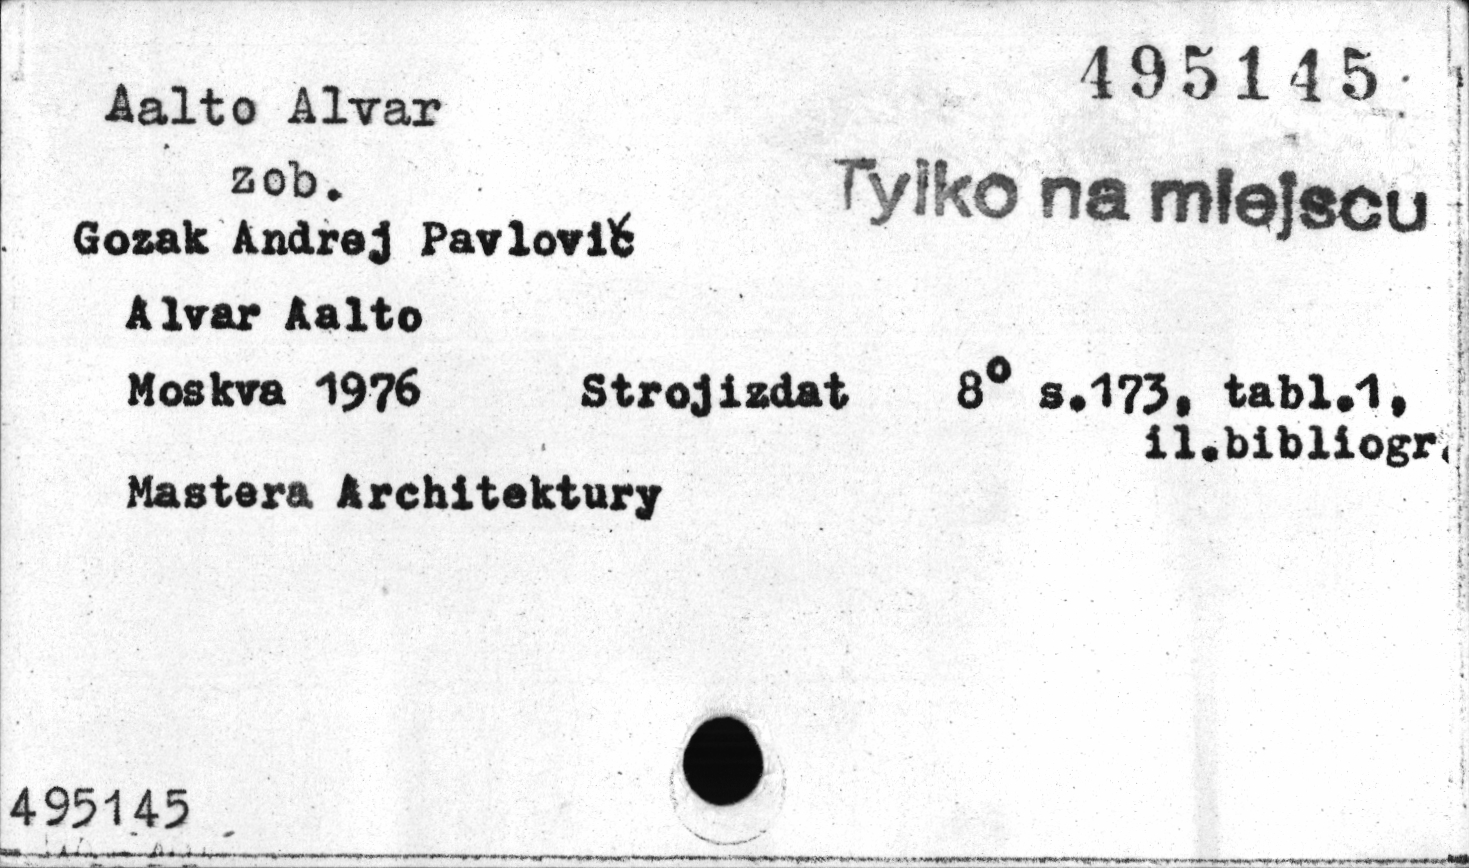 495145
Aalto Alvar
Tylko na miejscu
zob.
Gozak Andrej Pavlovič
Alvar Aalto
Moskva 1976 Strojizdat 8° s.173, tabl.1,
il.bibliogr.
Mastera Architektury
495145